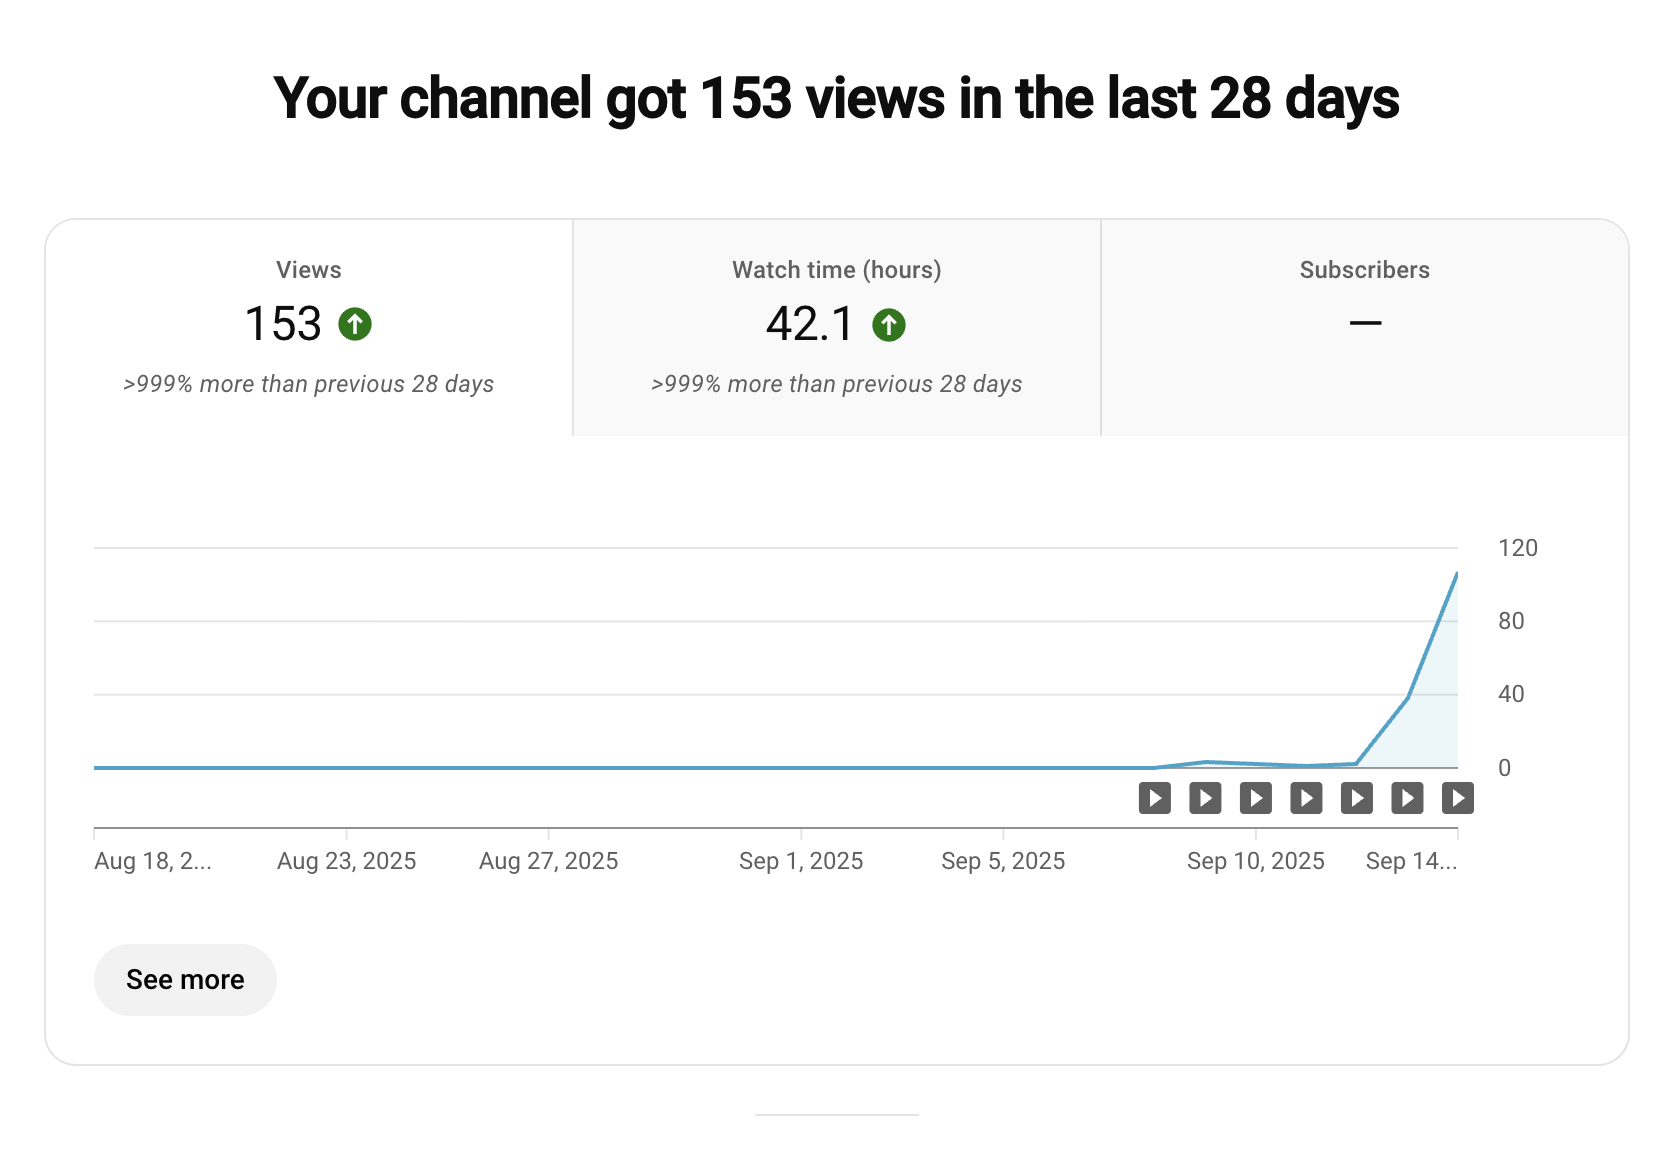 Your channel got 153 views in the last 28 days
Views
153
>999% more than previous 28 days
Watch time (hours)
42.1
>999% more than previous 28 days
Subscribers
—
120
80
40
0
Aug 18, 2... Aug 23, 2025 Aug 27, 2025 Sep 1, 2025 Sep 5, 2025 Sep 10, 2025 Sep 14...
See more